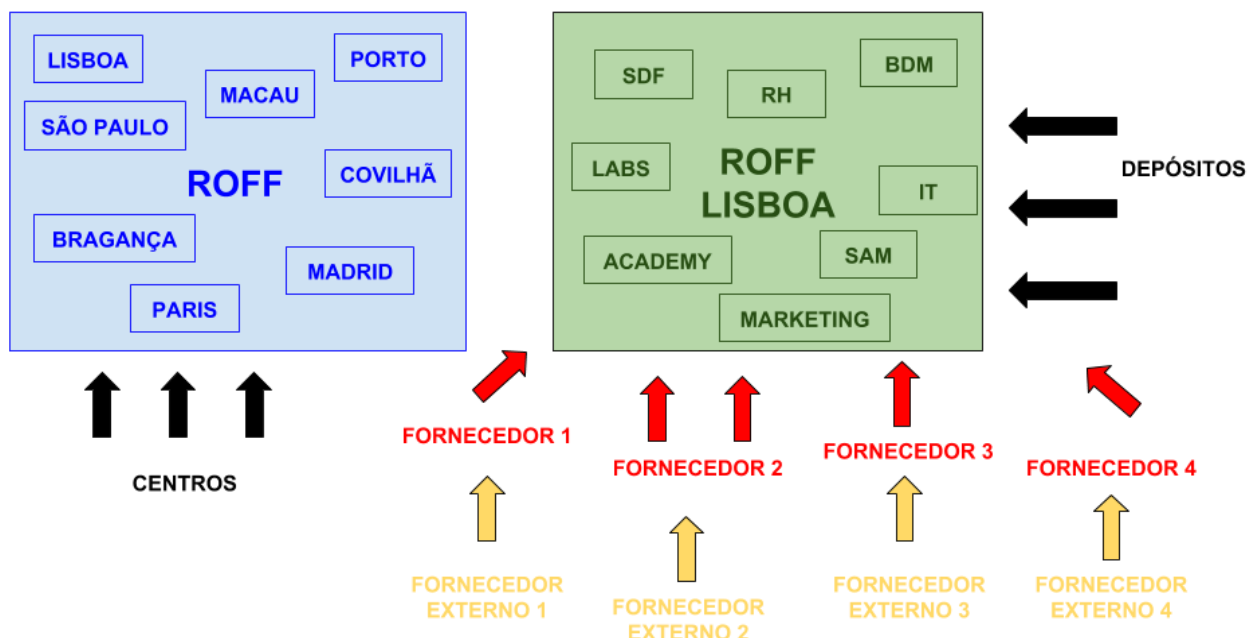 LISBOA
PORTO
MACAU
SÃO PAULO
ROFF
COVILHÃ
BRAGANÇA
MADRID
PARIS
CENTROS
SDF
BDM
RH
LABS
ROFF
LISBOA
IT
ACADEMY
SAM
MARKETING
DEPÓSITOS
FORNECEDOR 1
FORNECEDOR 2
FORNECEDOR 3
FORNECEDOR 4
FORNECEDOR
EXTERNO 1
FORNECEDOR
EXTERNO 2
FORNECEDOR
EXTERNO 3
FORNECEDOR
EXTERNO 4